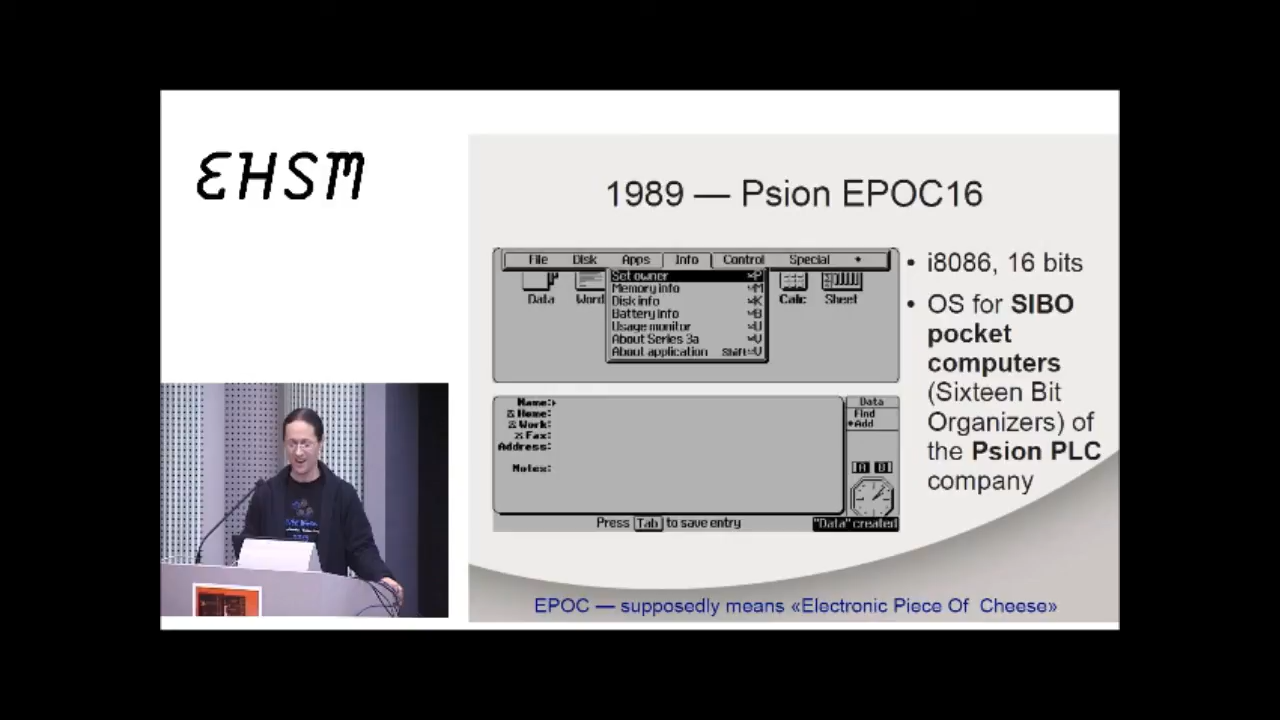 EHSM
1989 — Psion EPOC16
File Disk Apps Info Control Special
Data Word Calc Sheet
Set owner
Memory info
Disk info
Battery info
Usage monitor
About Series 3a
About application
Name:
Home:
Work:
Fax:
Address:
Notes:
Data
Find
Add
A B
Press Tab to save entry
"Data" created
• i8086, 16 bits
• OS for SIBO
pocket
computers
(Sixteen Bit
Organizers) of
the Psion PLC
company
EPOC — supposedly means «Electronic Piece Of Cheese»